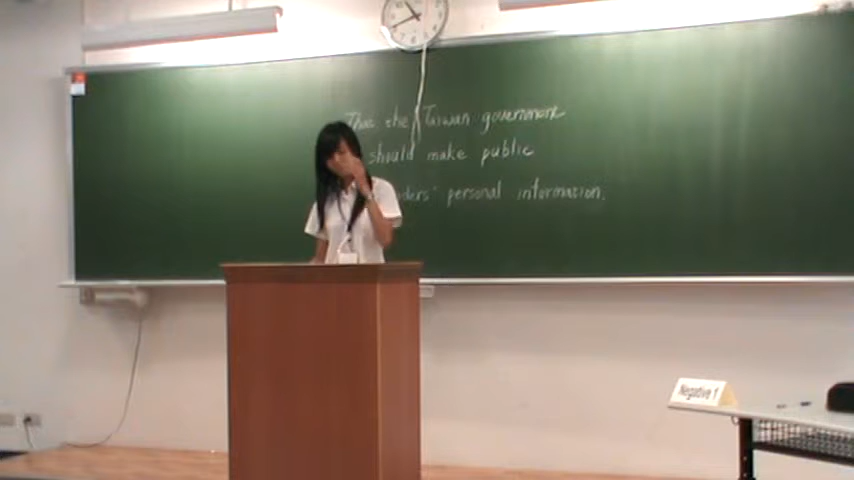 That the Taiwan government
should make public
personal information.
Negative 1